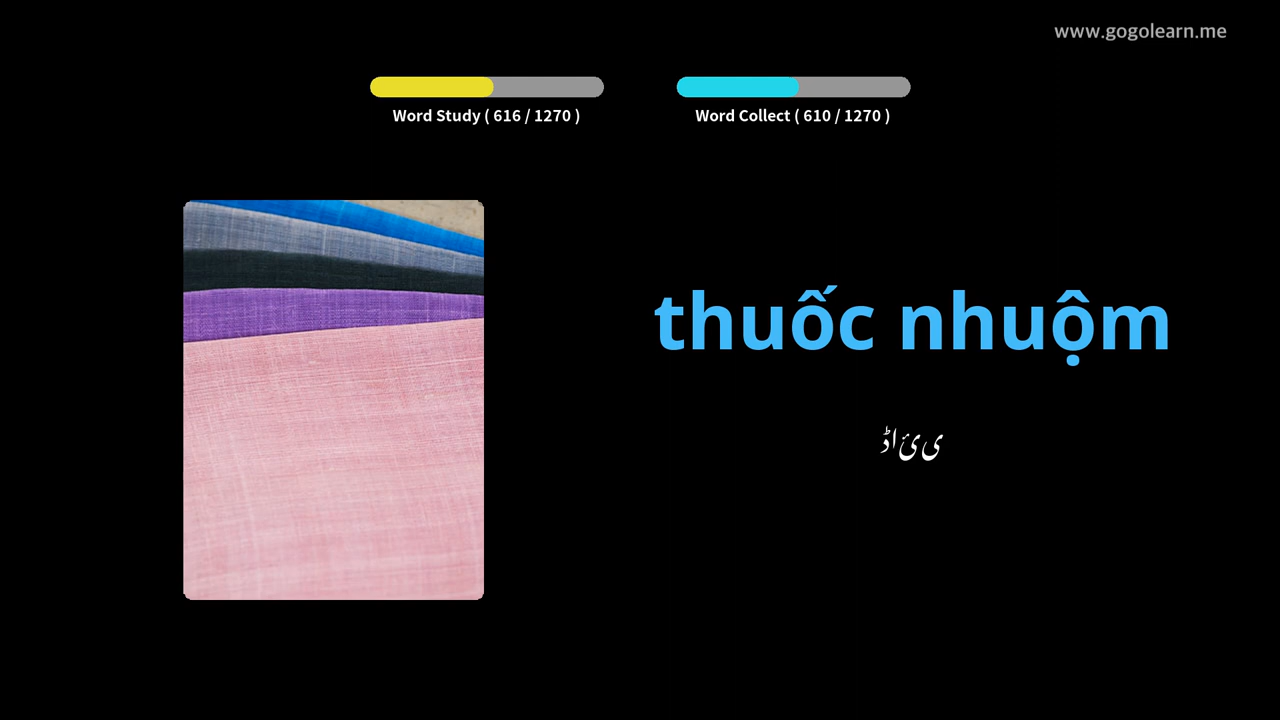 www.gogolearn.me
Word Study ( 616 / 1270 )
Word Collect ( 610 / 1270 )
thuốc nhuộm
ڈائی